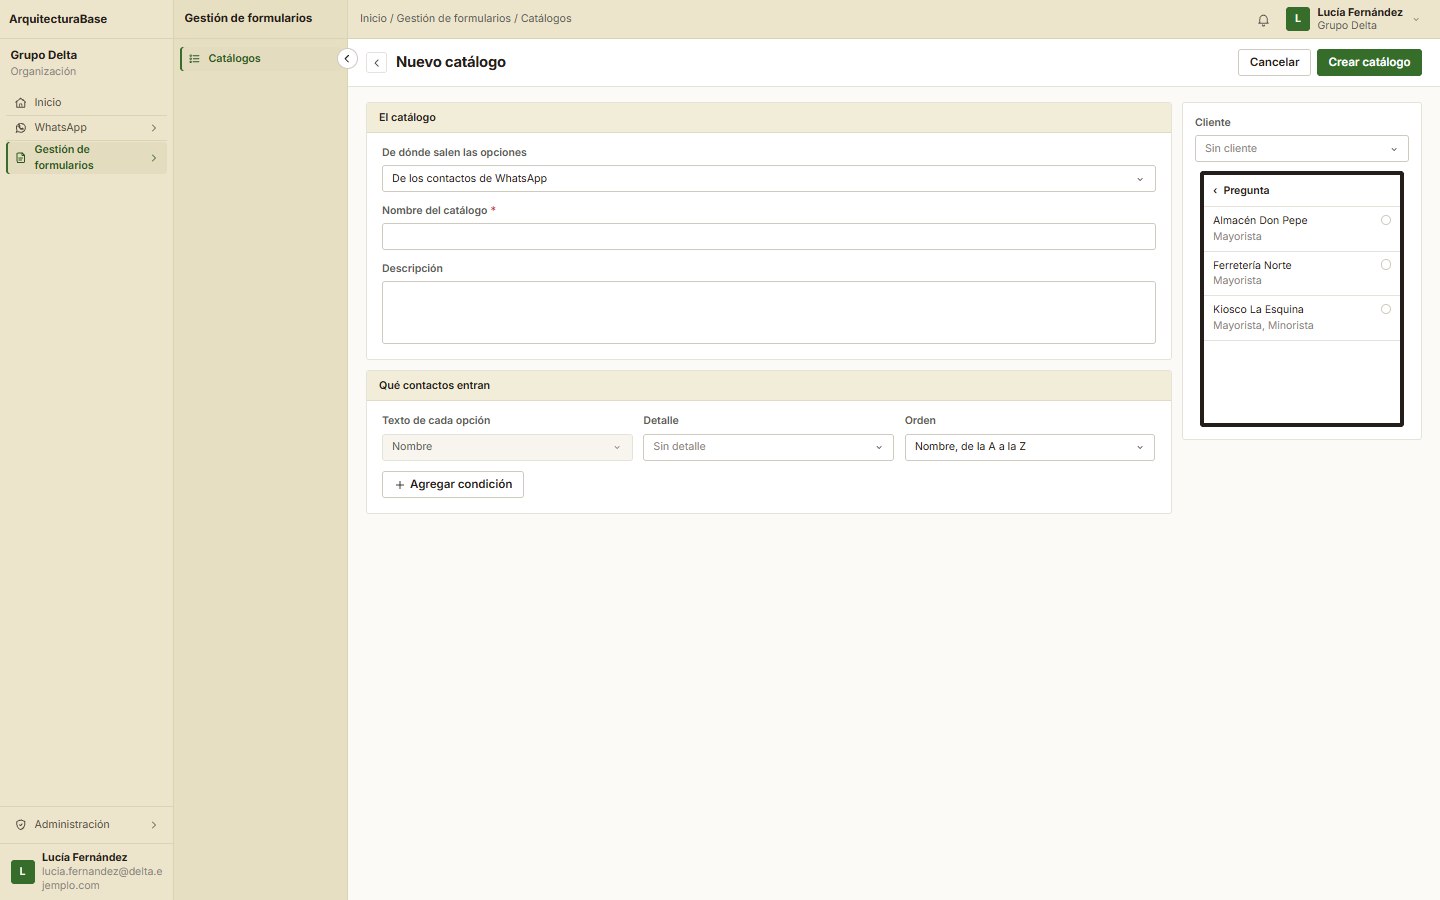 ArquitecturaBase
Grupo Delta
Organización
Inicio
WhatsApp
Gestión de
formularios
Administración
L
Lucía Fernández
lucia.fernandez@delta.e
jemplo.com
Gestión de formularios
Catálogos
Inicio / Gestión de formularios / Catálogos
L
Lucía Fernández
Grupo Delta
Nuevo catálogo
Cancelar
Crear catálogo
El catálogo
De dónde salen las opciones
De los contactos de WhatsApp
Nombre del catálogo *
Descripción
Qué contactos entran
Texto de cada opción
Nombre
Detalle
Sin detalle
Orden
Nombre, de la A a la Z
+ Agregar condición
Cliente
Sin cliente
‹ Pregunta
Almacén Don Pepe
Mayorista
Ferretería Norte
Mayorista
Kiosco La Esquina
Mayorista, Minorista